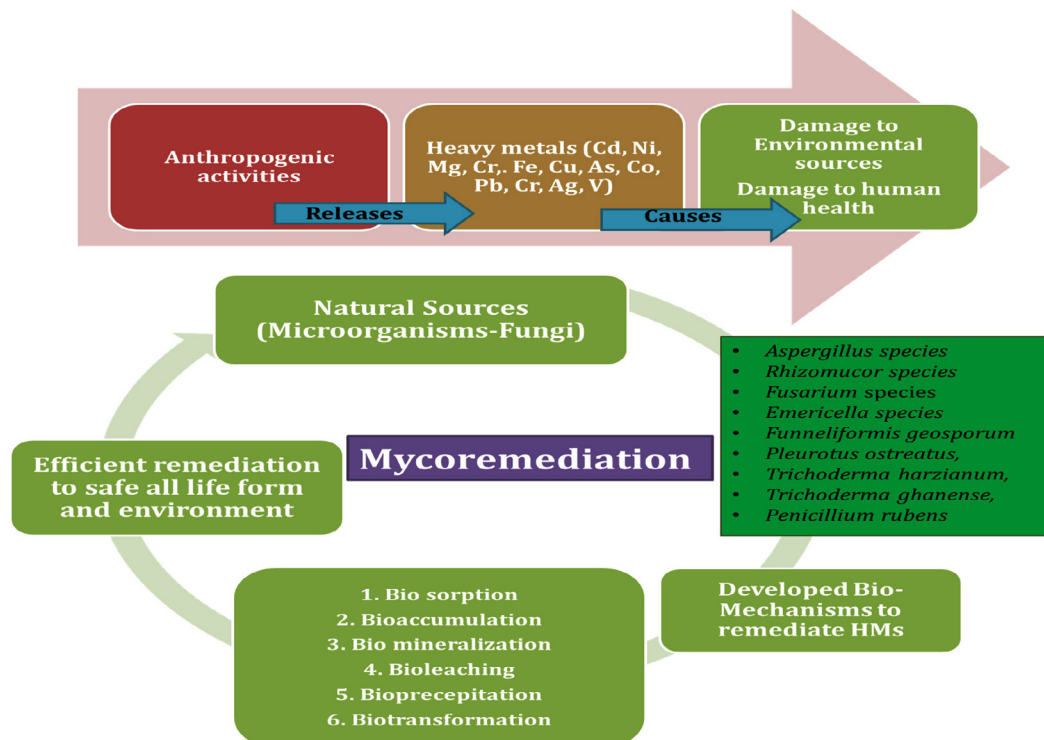 Anthropogenic
activities
Releases
Heavy metals (Cd, Ni,
Mg, Cr,. Fe, Cu, As, Co,
Pb, Cr, Ag, V)
Causes
Damage to
Environmental
sources
Damage to human
health
Natural Sources
(Microorganisms-Fungi)
• Aspergillus species
• Rhizomucor species
• Fusarium species
• Emericella species
• Funneliformis geosporum
• Pleurotus ostreatus,
• Trichoderma harzianum,
• Trichoderma ghanense,
• Penicillium rubens
Mycoremediation
Efficient remediation
to safe all life form
and environment
Developed Bio-
Mechanisms to
remediate HMs
1. Bio sorption
2. Bioaccumulation
3. Bio mineralization
4. Bioleaching
5. Bioprecepitation
6. Biotransformation